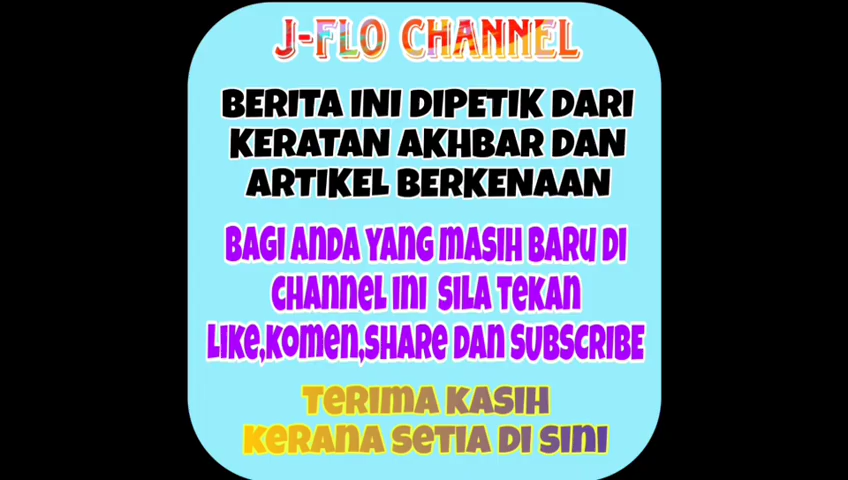 J-FLO CHANNEL
BERITA INI DIPETIK DARI
KERATAN AKHBAR DAN
ARTIKEL BERKENAAN
BAGI ANDA YANG MASIH BARU DI
CHANNEL INI SILA TEKAN
LIKE,KOMEN,SHARE DAN SUBSCRIBE
TERIMA KASIH
KERANA SETIA DI SINI